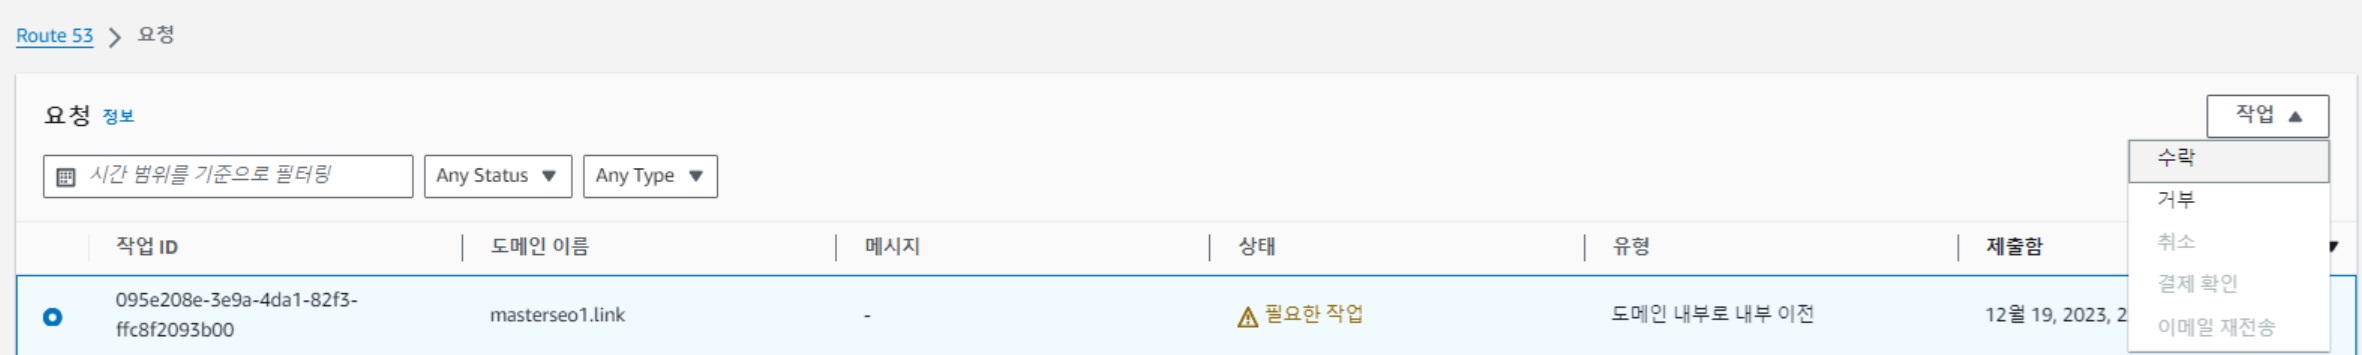 Route 53 > 요청
요청 정보
작업 ▲
시간 범위를 기준으로 필터링
Any Status ▼
Any Type ▼
수락
거부
취소
결제 확인
이메일 재전송
작업 ID
도메인 이름
메시지
상태
유형
제출함
095e208e-3e9a-4da1-82f3-
ffc8f2093b00
masterseo1.link
-
필요한 작업
도메인 내부로 내부 이전
12월 19, 2023, 2